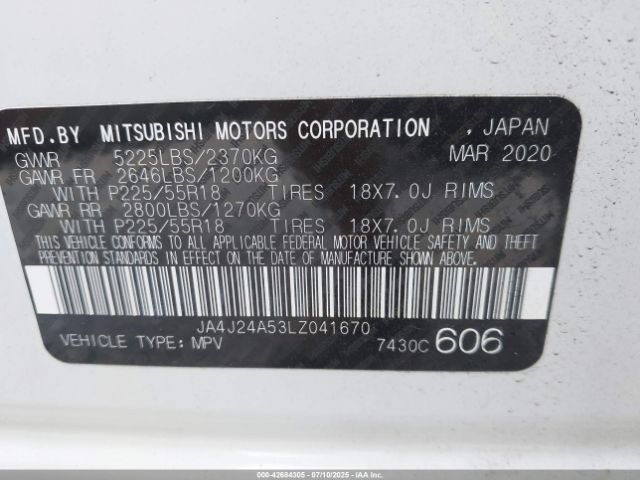 MFD.BY MITSUBISHI MOTORS CORPORATION , JAPAN
GVWR 5225LBS/2370KG MAR 2020
GAWR FR 2646LBS/1200KG
WITH P225/55R18 TIRES 18X7.0J RIMS
GAWR RR 2800LBS/1270KG
WITH P225/55R18 TIRES 18X7.0J RIMS
THIS VEHICLE CONFORMS TO ALL APPLICABLE FEDERAL MOTOR VEHICLE SAFETY AND THEFT
PREVENTION STANDARDS IN EFFECT ON THE DATE OF MANUFACTURE SHOWN ABOVE.
JA4J24A53LZ041670
VEHICLE TYPE: MPV 7430C 606
000-42684305 - 07/10/2025 - IAAI.COM